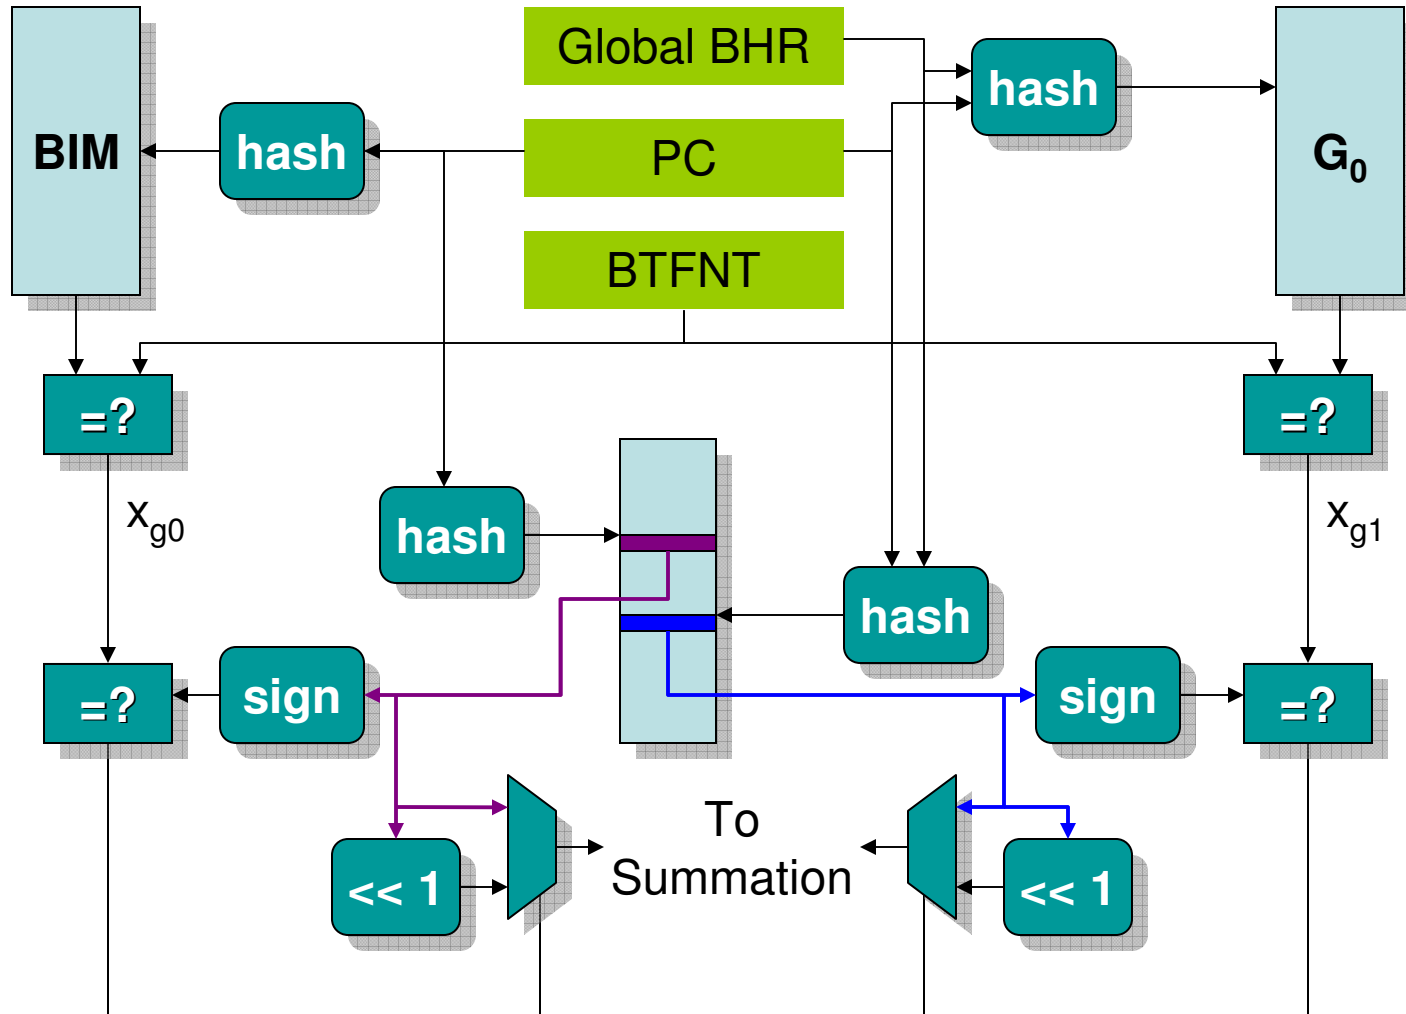 Global BHR
hash
BIM
hash
PC
G0
BTFNT
=?
=?
xg0
xg1
hash
hash
=?
sign
sign
=?
To
Summation
<< 1
<< 1